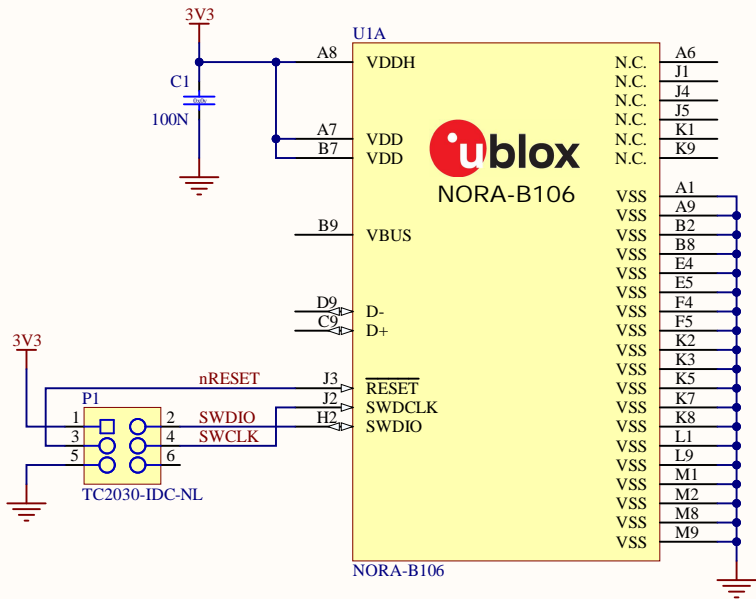 3V3
U1A
A8 VDDH N.C. A6
C1 N.C. J1
N.C. J4
100N N.C. J5
A7 VDD N.C. K1
B7 VDD N.C. K9
ublox
NORA-B106
VSS A1
VSS A9
B9 VBUS VSS B2
VSS B8
VSS E4
VSS E5
D9 D- VSS F4
C9 D+ VSS F5
3V3 VSS K2
VSS K3
nRESET J3 RESET VSS K5
P1 J2 SWDCLK VSS K7
1 2 SWDIO H2 SWDIO VSS K8
3 4 SWCLK VSS L1
5 6 VSS L9
VSS M1
TC2030-IDC-NL VSS M2
VSS M8
VSS M9
NORA-B106